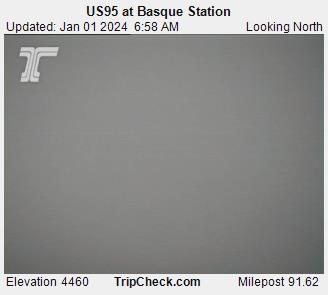 US95 at Basque Station
Updated: Jan 01 2024 6:58 AM Looking North
Elevation 4460 TripCheck.com Milepost 91.62